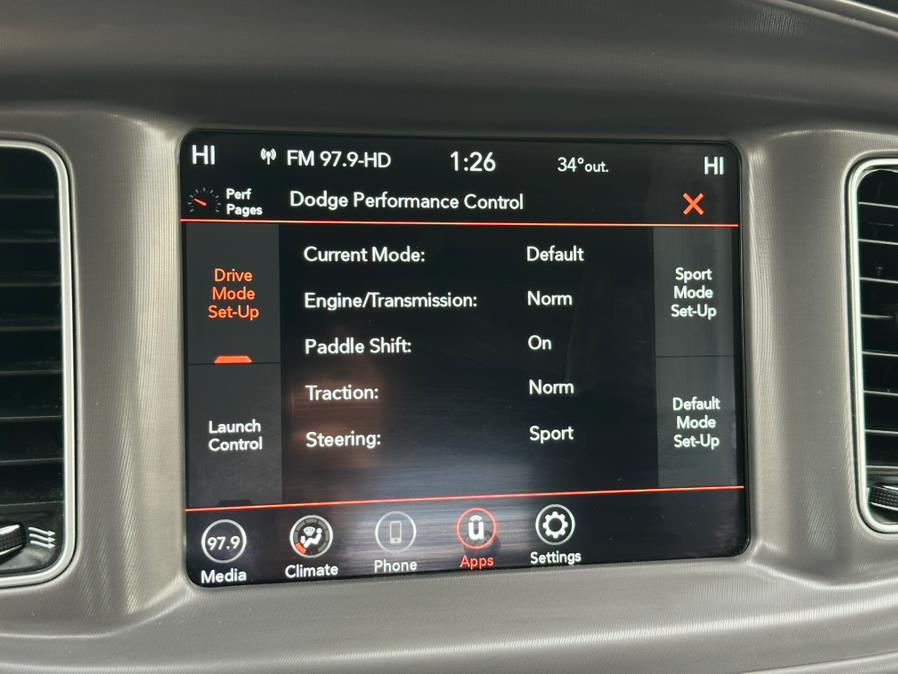 HI FM 97.9-HD 1:26 34°out. HI
Perf
Pages
Dodge Performance Control
Drive
Mode
Set-Up
Launch
Control
Current Mode: Default
Engine/Transmission: Norm
Paddle Shift: On
Traction: Norm
Steering: Sport
Sport
Mode
Set-Up
Default
Mode
Set-Up
97.9
Media
Climate
Phone
ū
Apps
Settings